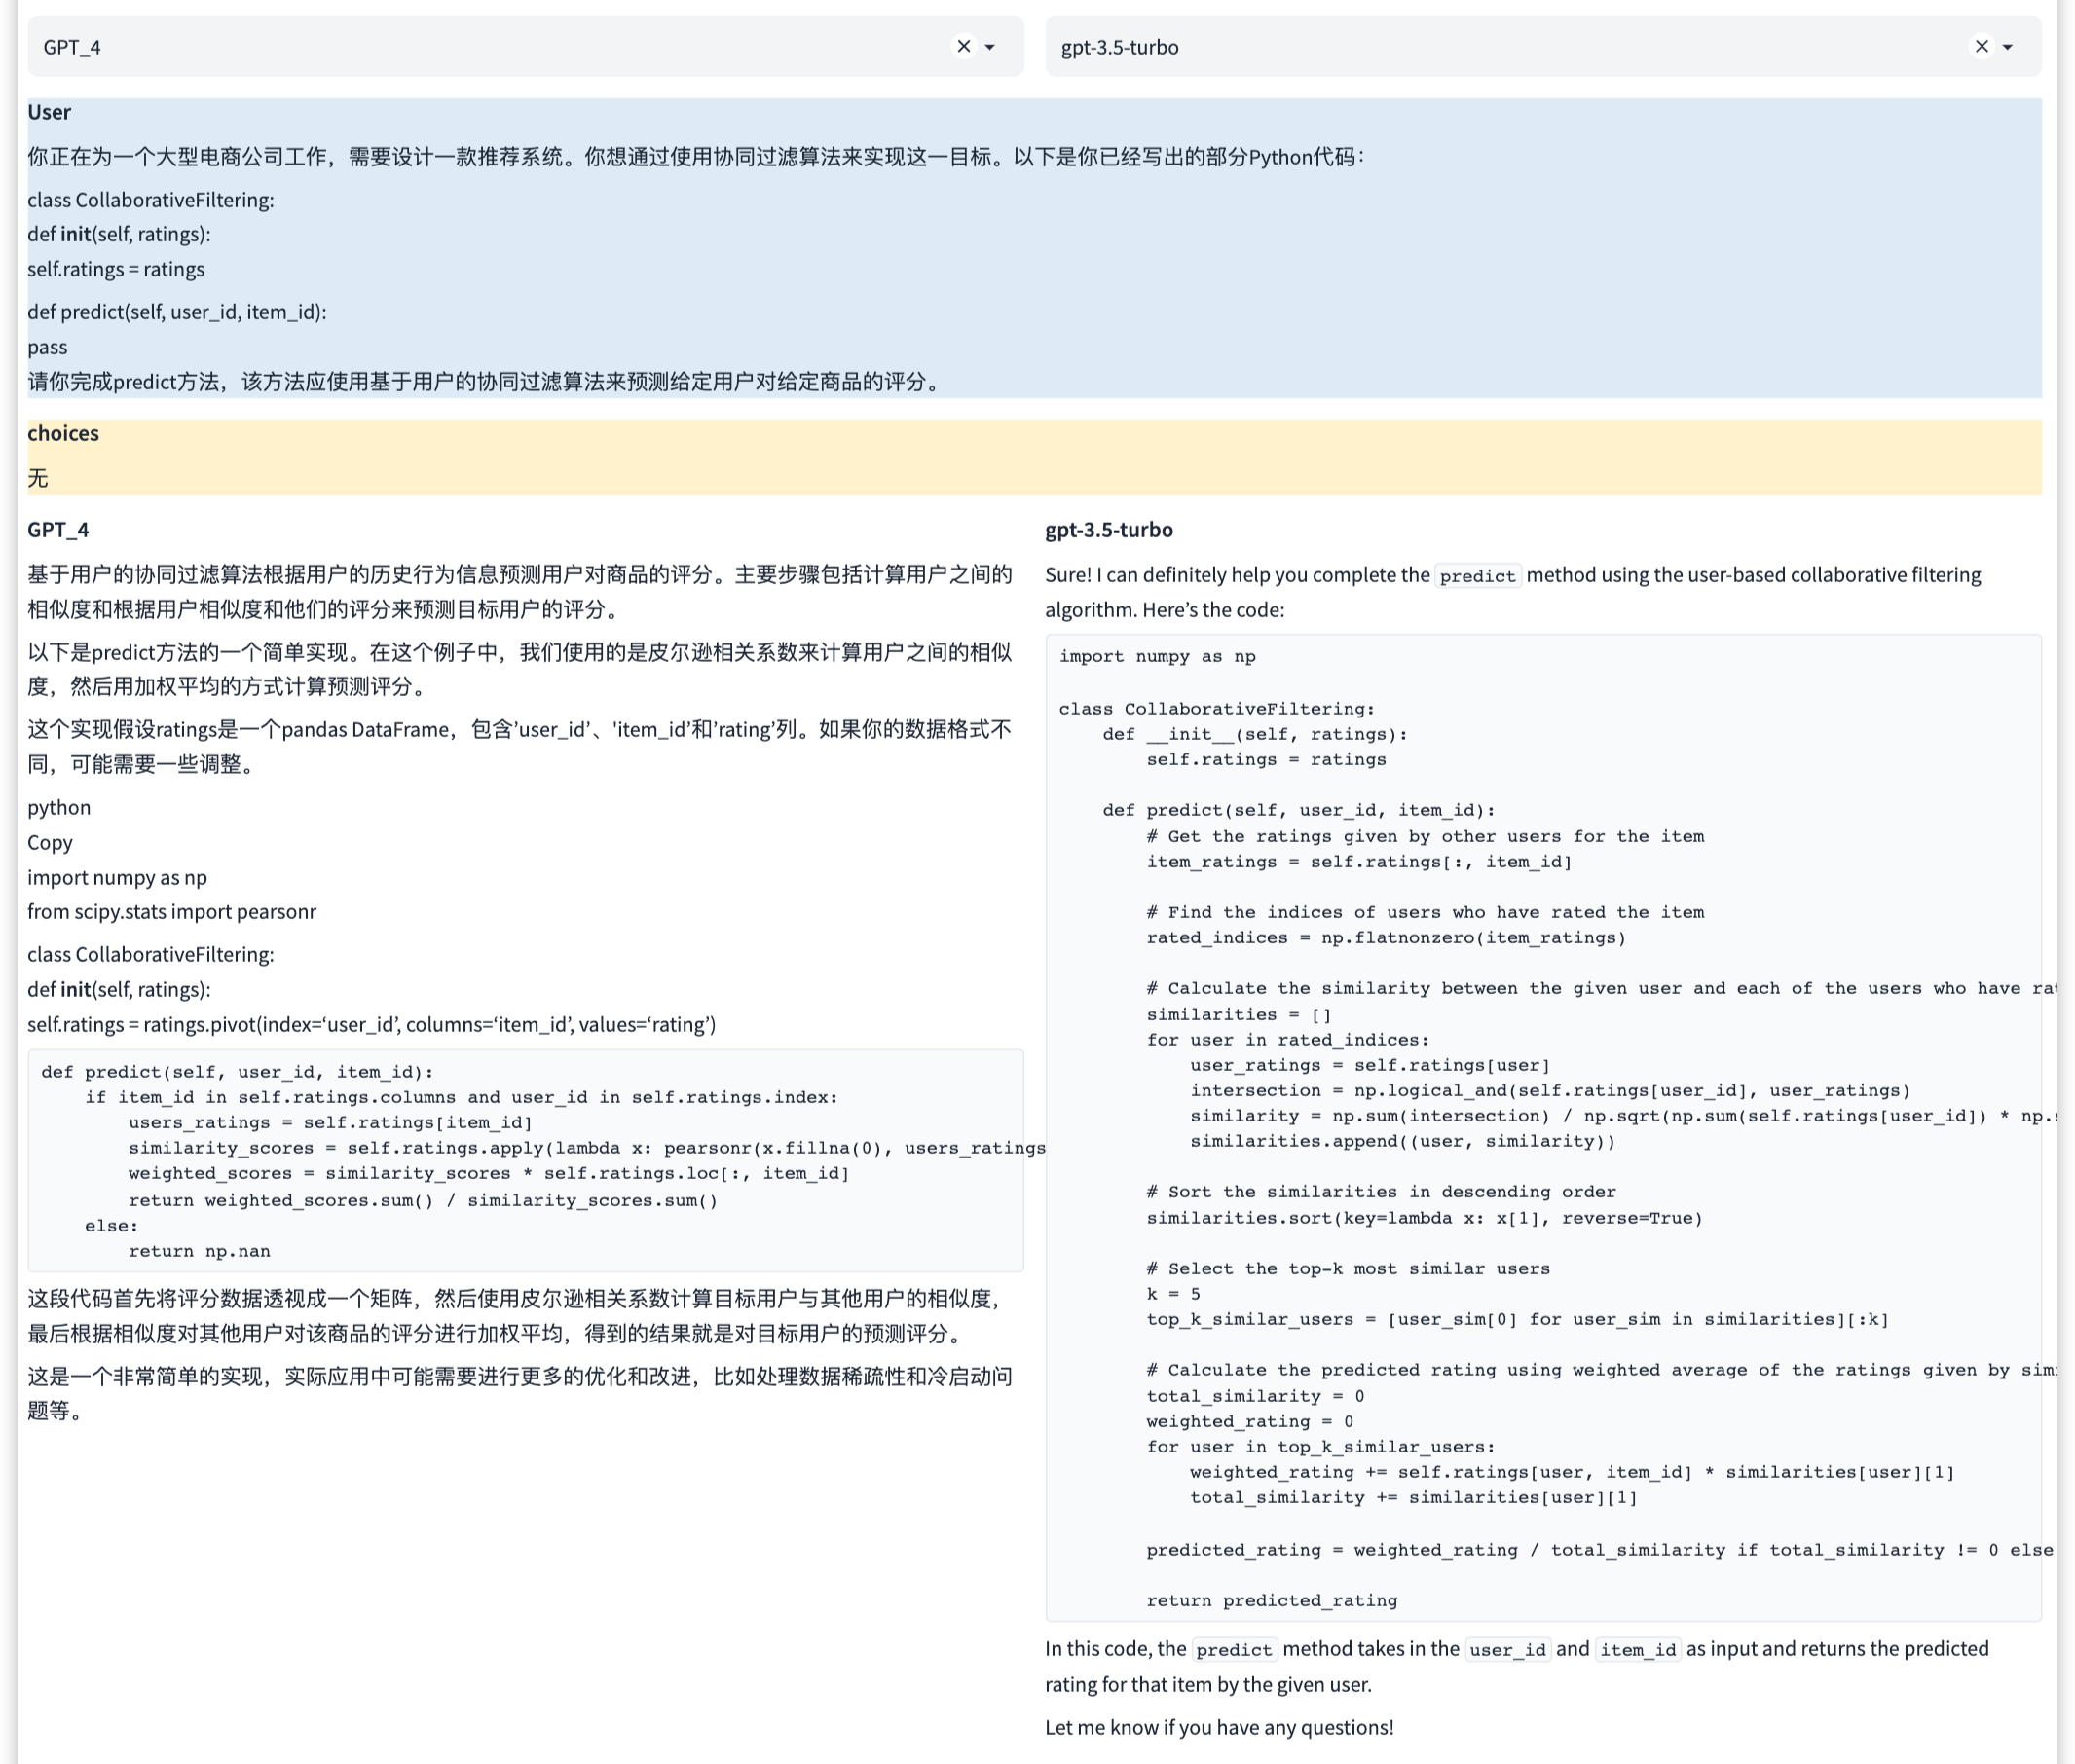 GPT_4
gpt-3.5-turbo
User
你正在为一个大型电商公司工作，需要设计一款推荐系统。你想通过使用协同过滤算法来实现这一目标。以下是你已经写出的部分Python代码：
class CollaborativeFiltering:
def init(self, ratings):
self.ratings = ratings
def predict(self, user_id, item_id):
pass
请你完成predict方法，该方法应使用基于用户的协同过滤算法来预测给定用户对给定商品的评分。
choices
无
GPT_4
基于用户的协同过滤算法根据用户的历史行为信息预测用户对商品的评分。主要步骤包括计算用户之间的
相似度和根据用户相似度和他们的评分来预测目标用户的评分。
以下是predict方法的一个简单实现。在这个例子中，我们使用的是皮尔逊相关系数来计算用户之间的相似
度，然后用加权平均的方式计算预测评分。
这个实现假设ratings是一个pandas DataFrame，包含’user_id’、'item_id’和’rating’列。如果你的数据格式不
同，可能需要一些调整。
python
Copy
import numpy as np
from scipy.stats import pearsonr
class CollaborativeFiltering:
def init(self, ratings):
self.ratings = ratings.pivot(index=‘user_id’, columns=‘item_id’, values=‘rating’)
def predict(self, user_id, item_id):
    if item_id in self.ratings.columns and user_id in self.ratings.index:
        users_ratings = self.ratings[item_id]
        similarity_scores = self.ratings.apply(lambda x: pearsonr(x.fillna(0), users_ratings
        weighted_scores = similarity_scores * self.ratings.loc[:, item_id]
        return weighted_scores.sum() / similarity_scores.sum()
    else:
        return np.nan
这段代码首先将评分数据透视成一个矩阵，然后使用皮尔逊相关系数计算目标用户与其他用户的相似度，
最后根据相似度对其他用户对该商品的评分进行加权平均，得到的结果就是对目标用户的预测评分。
这是一个非常简单的实现，实际应用中可能需要进行更多的优化和改进，比如处理数据稀疏性和冷启动问
题等。
gpt-3.5-turbo
Sure! I can definitely help you complete the predict method using the user-based collaborative filtering
algorithm. Here’s the code:
import numpy as np
class CollaborativeFiltering:
    def __init__(self, ratings):
        self.ratings = ratings
    def predict(self, user_id, item_id):
        # Get the ratings given by other users for the item
        item_ratings = self.ratings[:, item_id]
        # Find the indices of users who have rated the item
        rated_indices = np.flatnonzero(item_ratings)
        # Calculate the similarity between the given user and each of the users who have rat
        similarities = []
        for user in rated_indices:
            user_ratings = self.ratings[user]
            intersection = np.logical_and(self.ratings[user_id], user_ratings)
            similarity = np.sum(intersection) / np.sqrt(np.sum(self.ratings[user_id]) * np.s
            similarities.append((user, similarity))
        # Sort the similarities in descending order
        similarities.sort(key=lambda x: x[1], reverse=True)
        # Select the top-k most similar users
        k = 5
        top_k_similar_users = [user_sim[0] for user_sim in similarities][:k]
        # Calculate the predicted rating using weighted average of the ratings given by sim
        total_similarity = 0
        weighted_rating = 0
        for user in top_k_similar_users:
            weighted_rating += self.ratings[user, item_id] * similarities[user][1]
            total_similarity += similarities[user][1]
        predicted_rating = weighted_rating / total_similarity if total_similarity != 0 else
        return predicted_rating
In this code, the predict method takes in the user_id and item_id as input and returns the predicted
rating for that item by the given user.
Let me know if you have any questions!